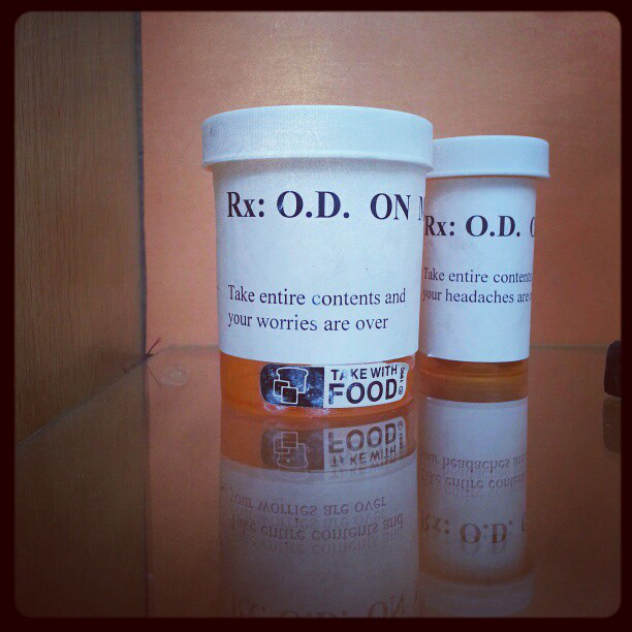 Rx: O.D. ON
Take entire contents and
your worries are over
TAKE WITH
FOOD
Rx: O.D.
Take entire contents
your headaches are